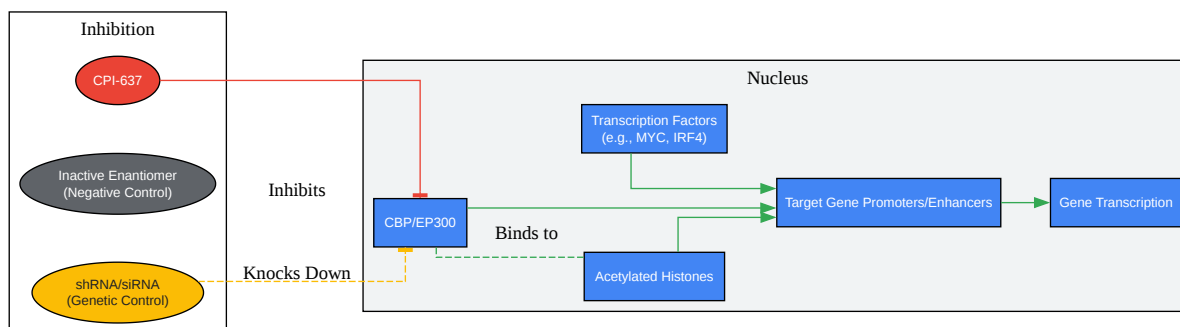 Inhibition
CPI-637
Nucleus
Transcription Factors
(e.g., MYC, IRF4)
Inactive Enantiomer
(Negative Control)
Inhibits
CBP/EP300
Binds to
Target Gene Promoters/Enhancers
Gene Transcription
Knocks Down
Acetylated Histones
shRNA/siRNA
(Genetic Control)